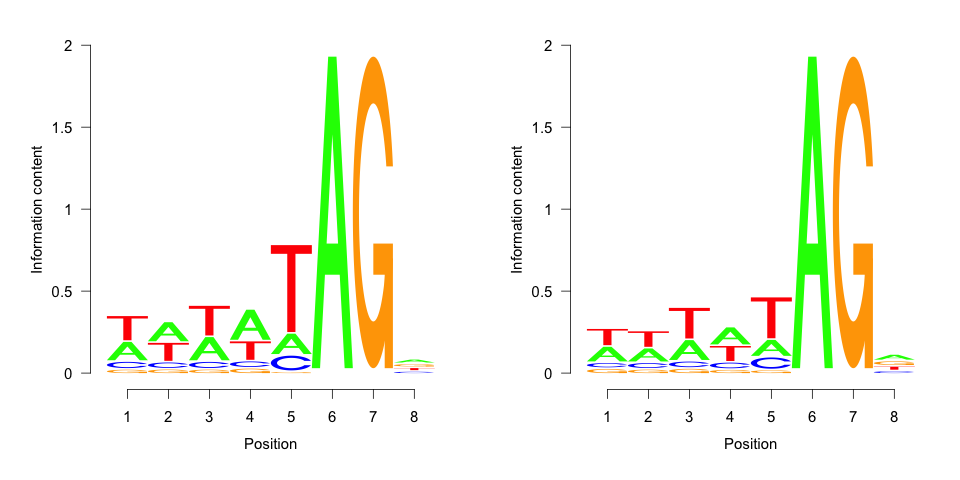 2
1.5
1
0.5
0
Information content
T A C G
A T C G
T A C G
A T C G
T A C
A
G
A G T C
1 2 3 4 5 6 7 8
Position
2
1.5
1
0.5
0
Information content
T A C G
T A C G
T A C G
A T C G
T A C G
A
G
A G T C
1 2 3 4 5 6 7 8
Position